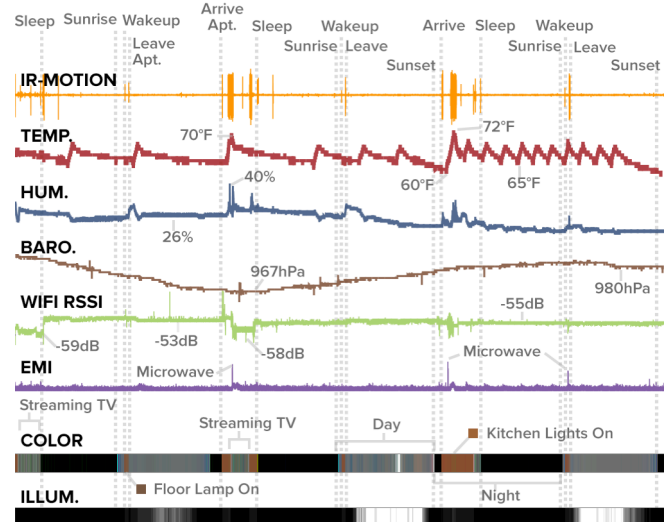 Sleep
Sunrise
Wakeup
Leave
Apt.
Arrive
Apt.
Sleep
Wakeup
Sunrise
Leave
Sunset
Arrive
Sleep
Wakeup
Sunrise
Leave
Sunset
IR-MOTION
TEMP.
70°F
72°F
60°F
65°F
HUM.
40%
26%
BARO.
967hPa
980hPa
WIFI RSSI
-59dB
-53dB
-58dB
-55dB
EMI
Microwave
Microwave
Streaming TV
Streaming TV
Day
Kitchen Lights On
COLOR
Floor Lamp On
Night
ILLUM.